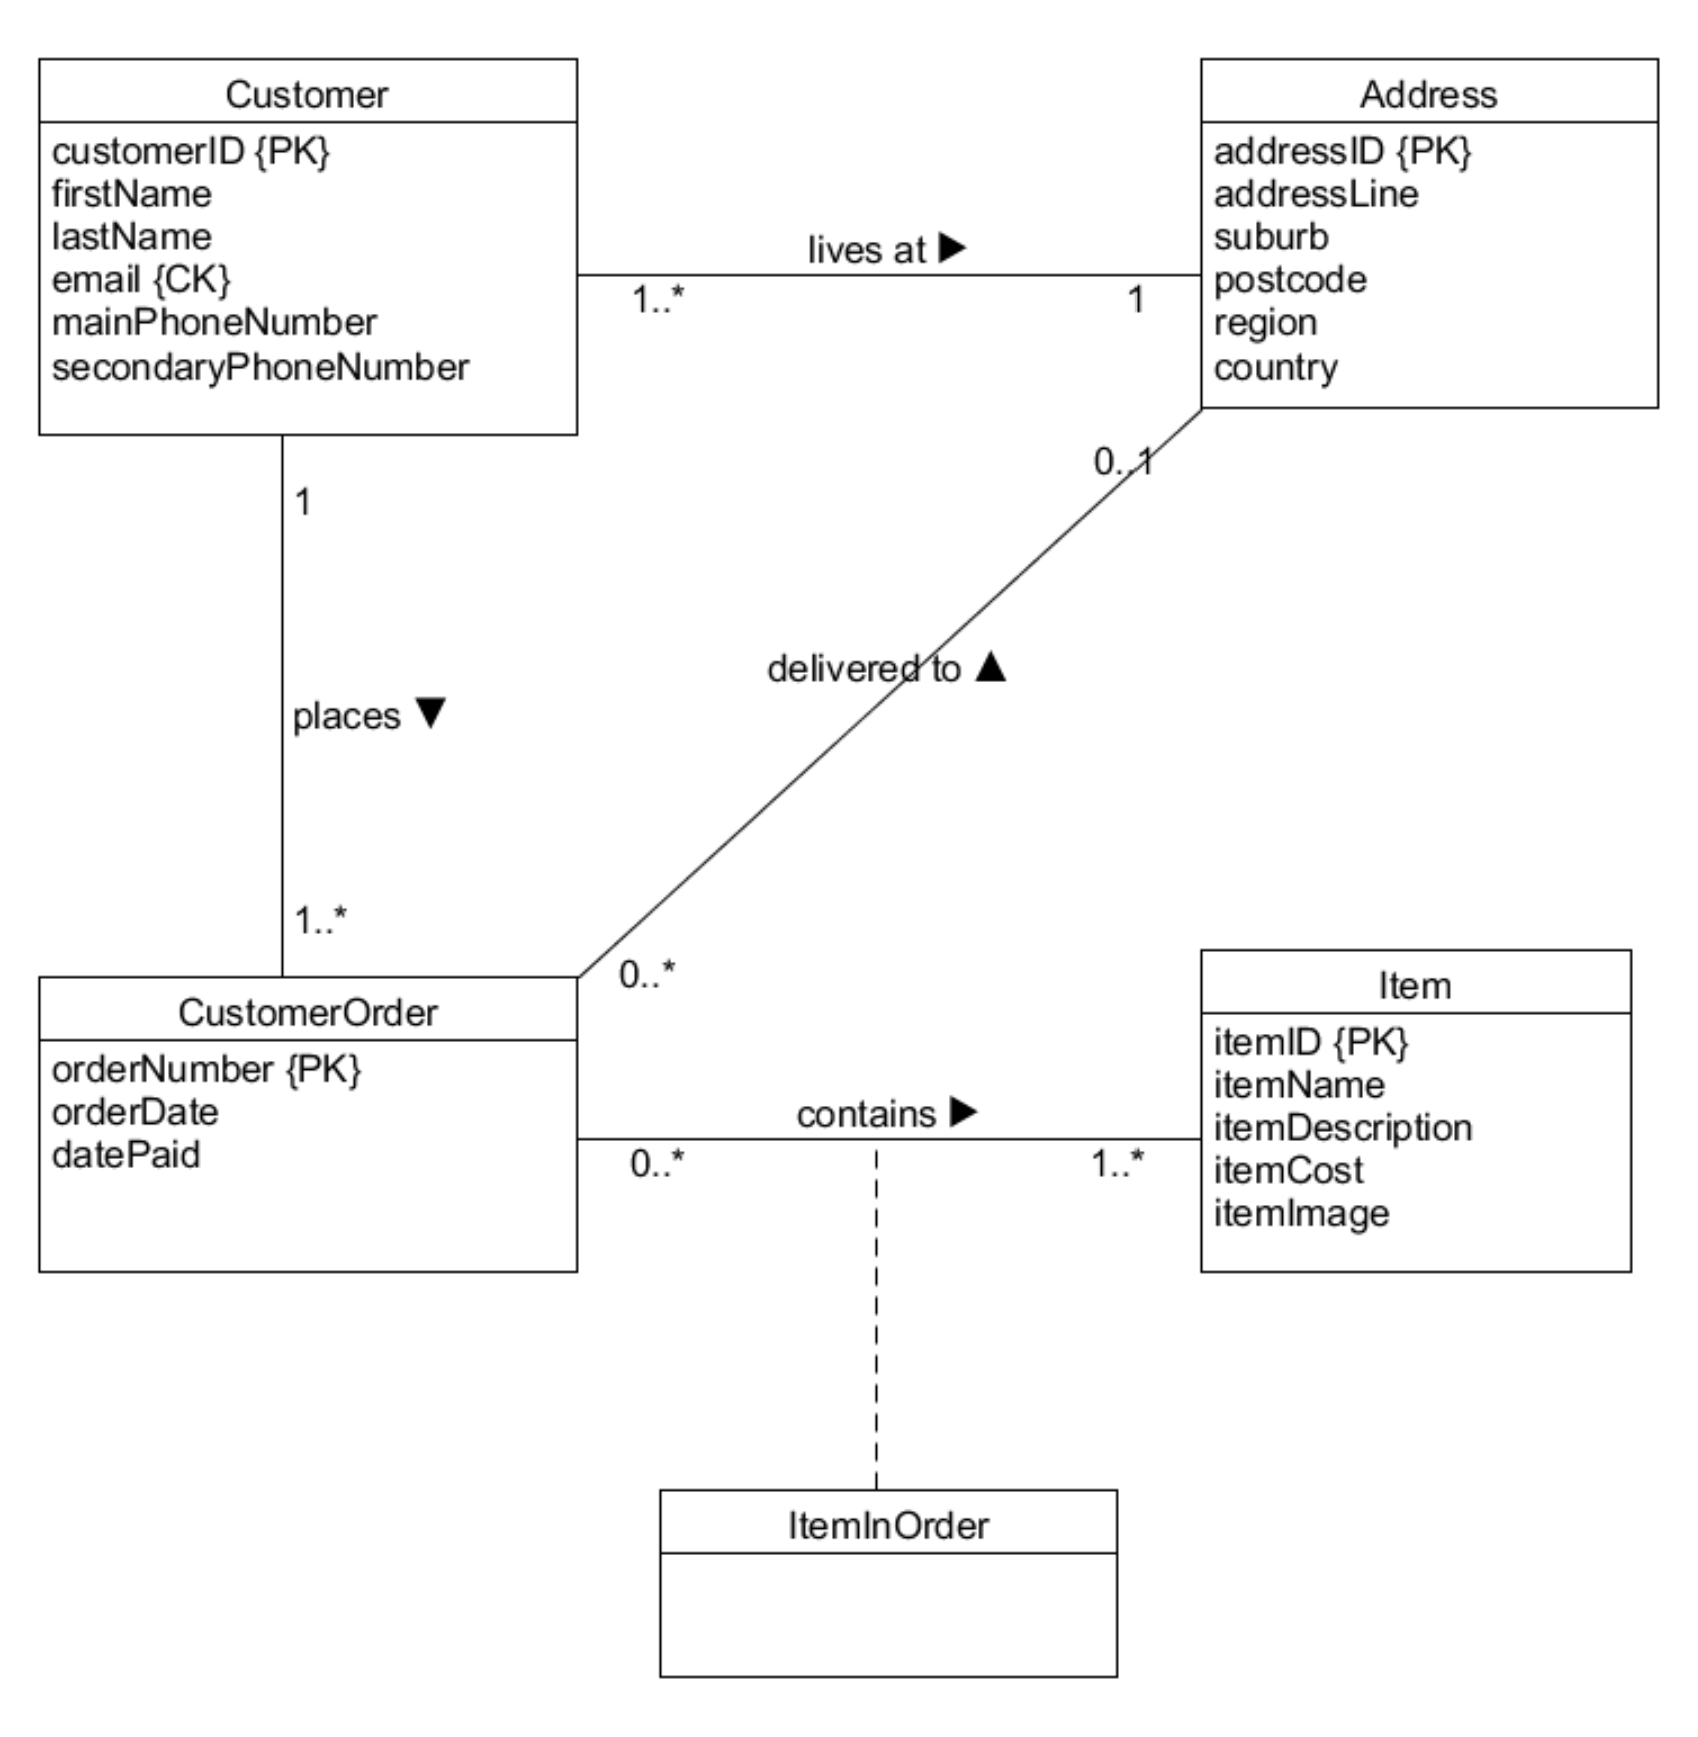 Customer
customerID {PK}
firstName
lastName
email {CK}
mainPhoneNumber
secondaryPhoneNumber
lives at ▶
1..*
1
Address
addressID {PK}
addressLine
suburb
postcode
region
country
1
places ▼
1..*
0..1
delivered to ▲
0..*
CustomerOrder
orderNumber {PK}
orderDate
datePaid
contains ▶
0..*
1..*
Item
itemID {PK}
itemName
itemDescription
itemCost
itemImage
ItemInOrder